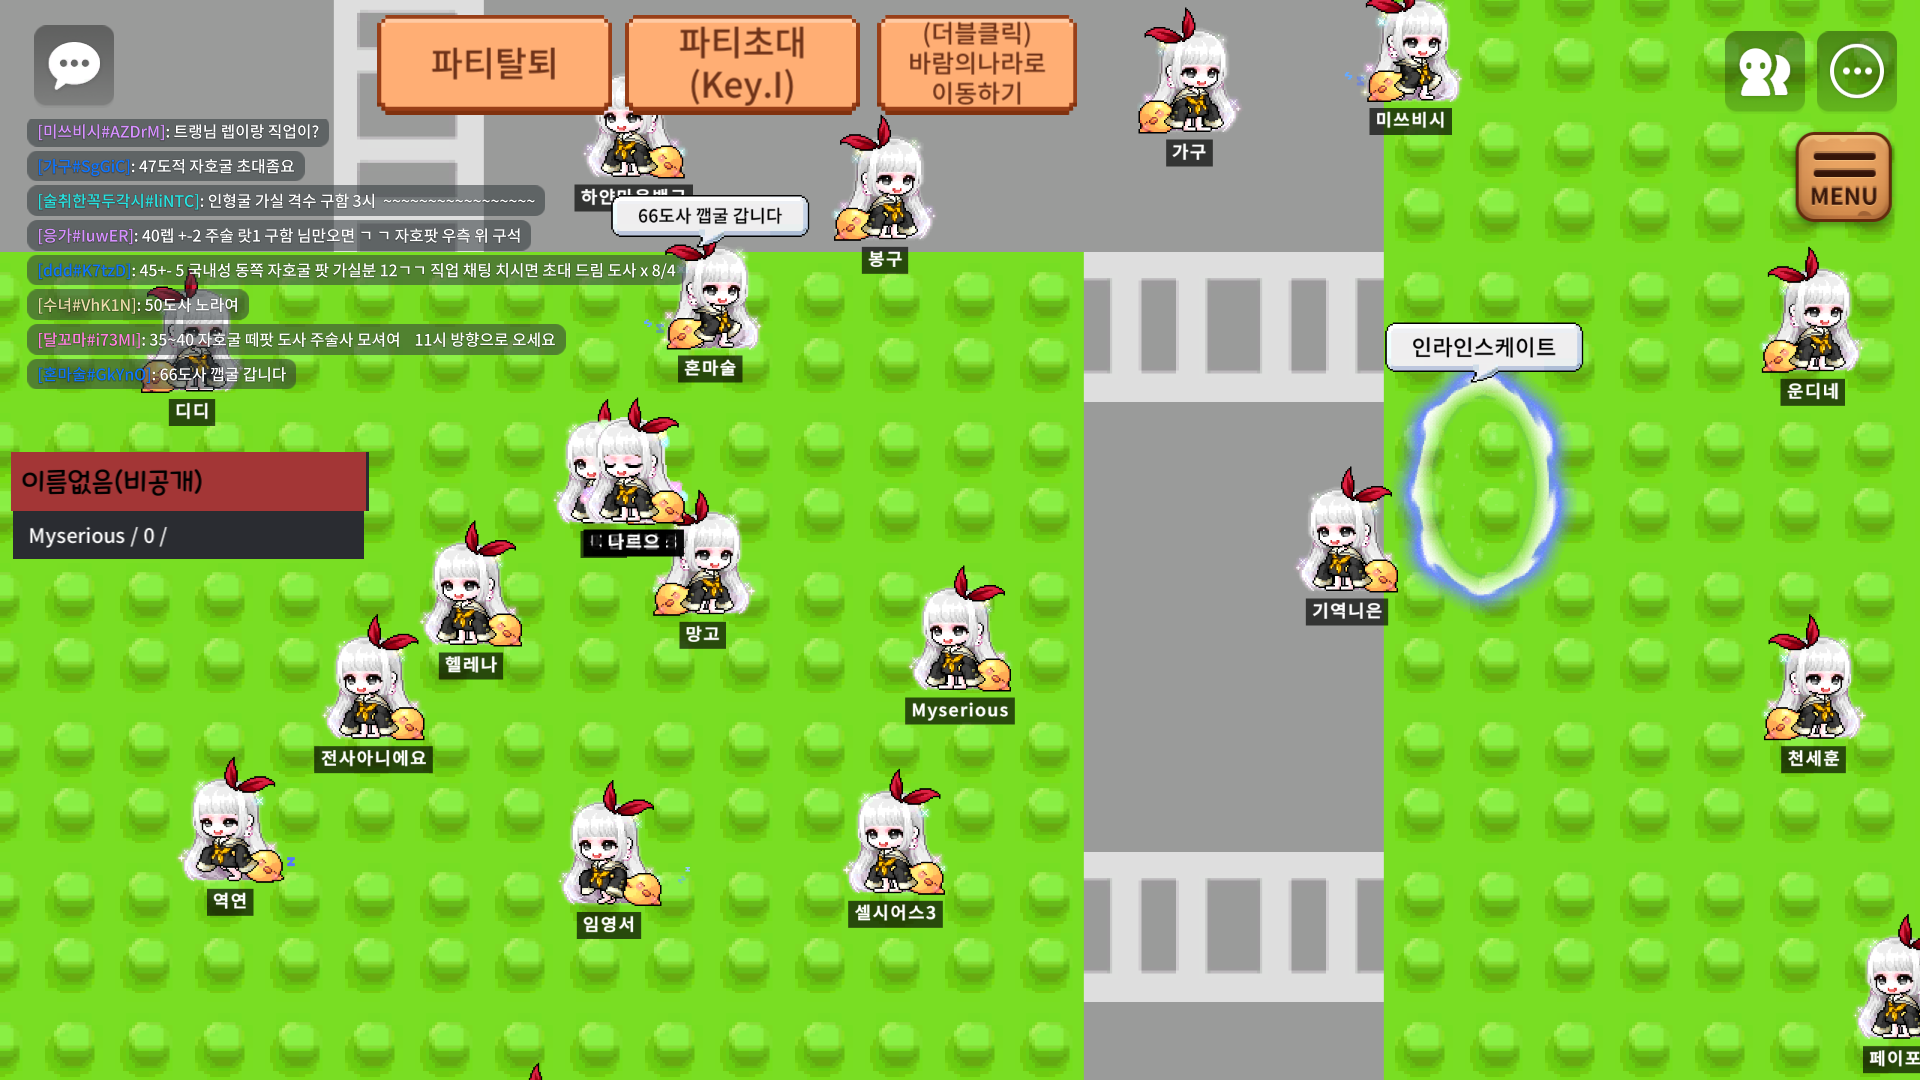 파티탈퇴
파티초대
(Key.I)
(더블클릭)
바람의나라로
이동하기
[미쓰비시#AZDrM]: 트랭님 렙이랑 직업이?
[가구#SgGiC]: 47도적 자호굴 초대좀요
[술취한꼭두각시#liNTC]: 인형굴 가실 격수 구함 3시 ~~~~~~~~~~~~~~~~~
[응가#IuwER]: 40렙 +-2 주술 랏1 구함 님만오면 ㄱ ㄱ 자호팟 우측 위 구석
[ddd#K7tzD]: 45+- 5 국내성 동쪽 자호굴 팟 가실분 12ㄱㄱ 직업 채팅 치시면 초대 드림 도사 x 8/4
[수녀#VhK1N]: 50도사 노라여
[달꼬마#i73MI]: 35~40 자호굴 떼팟 도사 주술사 모셔여 11시 방향으로 오세요
[혼마술#GkYnO]: 66도사 깹굴 갑니다
MENU
미쓰비시
가구
66도사 깹굴 갑니다
봉구
혼마술
인라인스케이트
운디네
디디
이름없음(비공개)
Myserious / 0 /
나르으
기역니은
망고
헬레나
Myserious
전사아니에요
천세훈
역연
임영서
셀시어스3
페이포